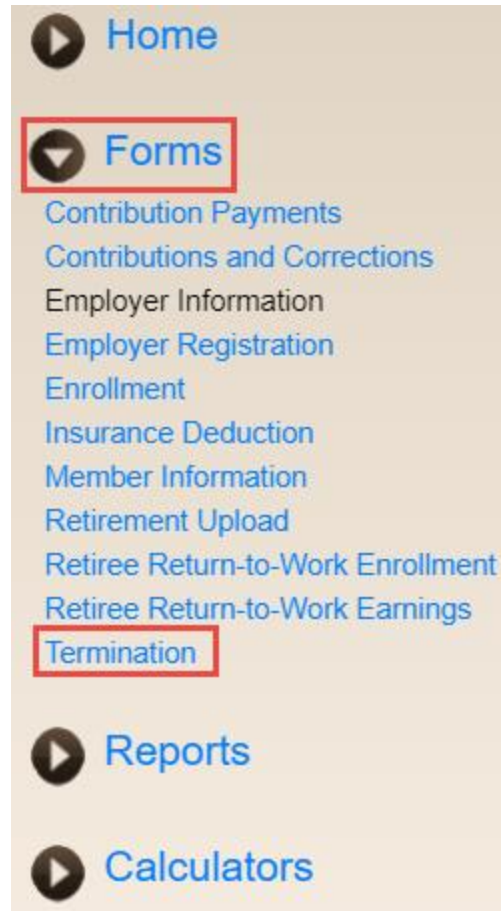 Home
Forms
Contribution Payments
Contributions and Corrections
Employer Information
Employer Registration
Enrollment
Insurance Deduction
Member Information
Retirement Upload
Retiree Return-to-Work Enrollment
Retiree Return-to-Work Earnings
Termination
Reports
Calculators